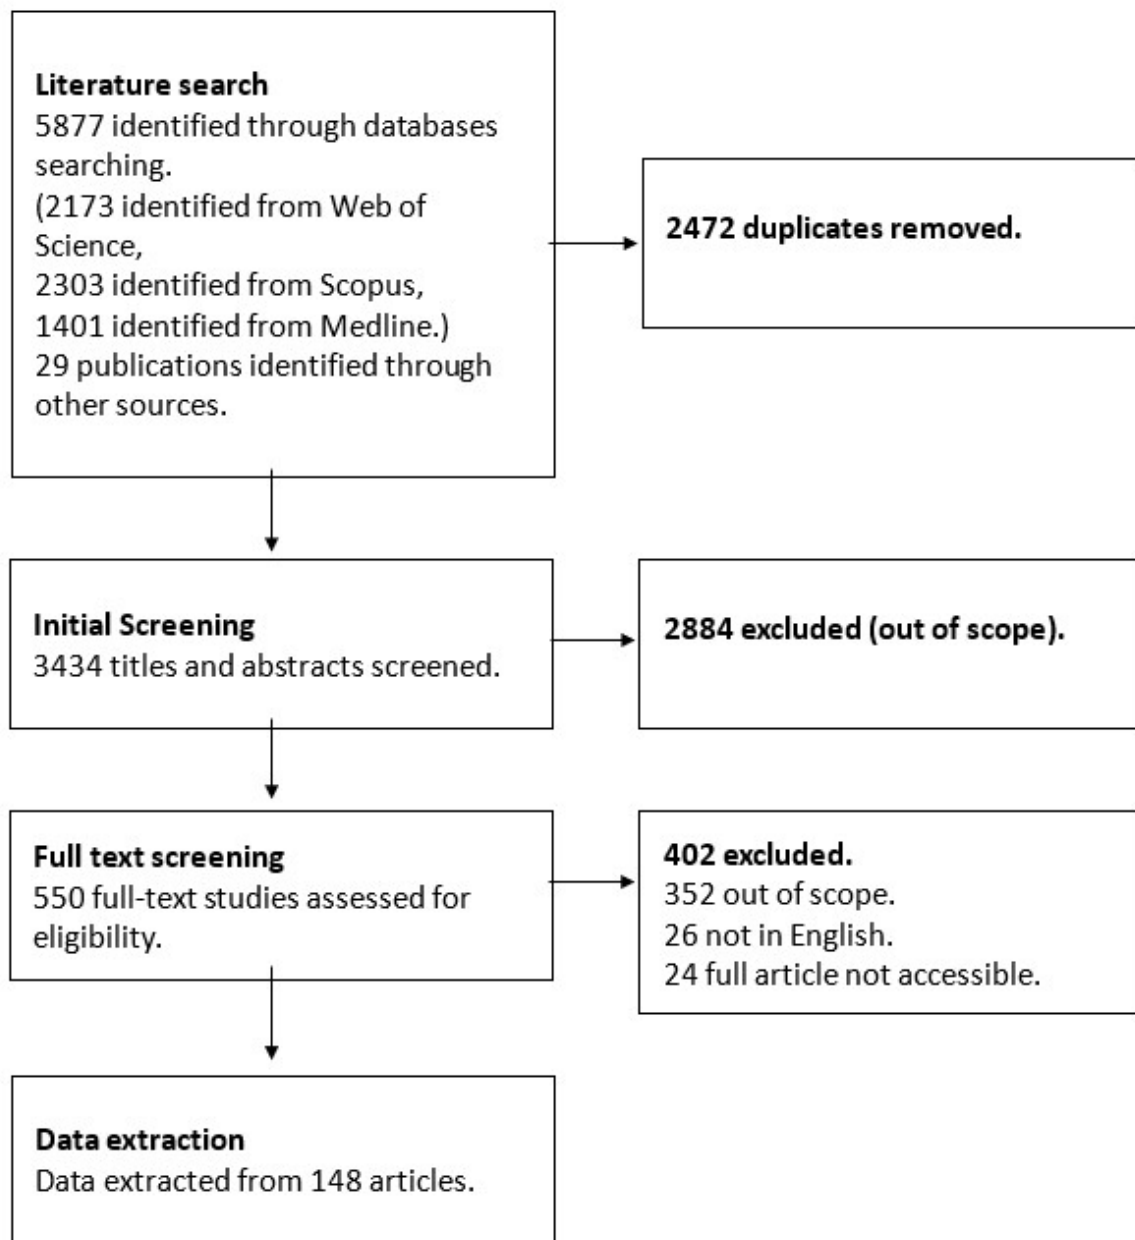 Literature search
5877 identified through databases
searching.
(2173 identified from Web of
Science,
2303 identified from Scopus,
1401 identified from Medline.)
29 publications identified through
other sources.
2472 duplicates removed.
Initial Screening
3434 titles and abstracts screened.
2884 excluded (out of scope).
Full text screening
550 full-text studies assessed for
eligibility.
402 excluded.
352 out of scope.
26 not in English.
24 full article not accessible.
Data extraction
Data extracted from 148 articles.